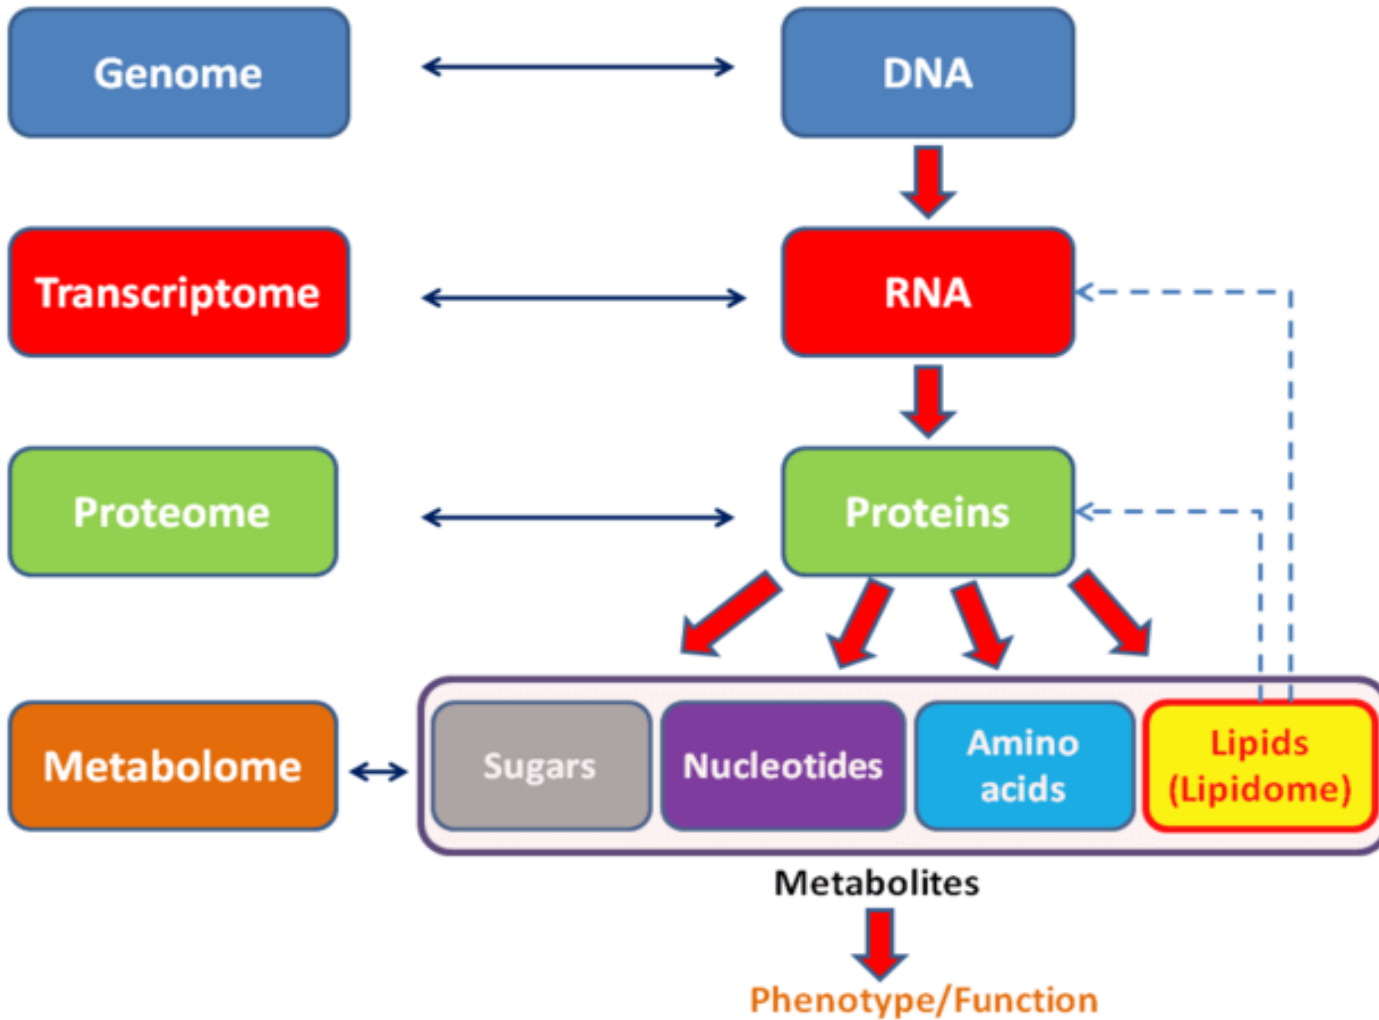 Genome
DNA
Transcriptome
RNA
Proteome
Proteins
Metabolome
Sugars
Nucleotides
Amino
acids
Lipids
(Lipidome)
Metabolites
Phenotype/Function